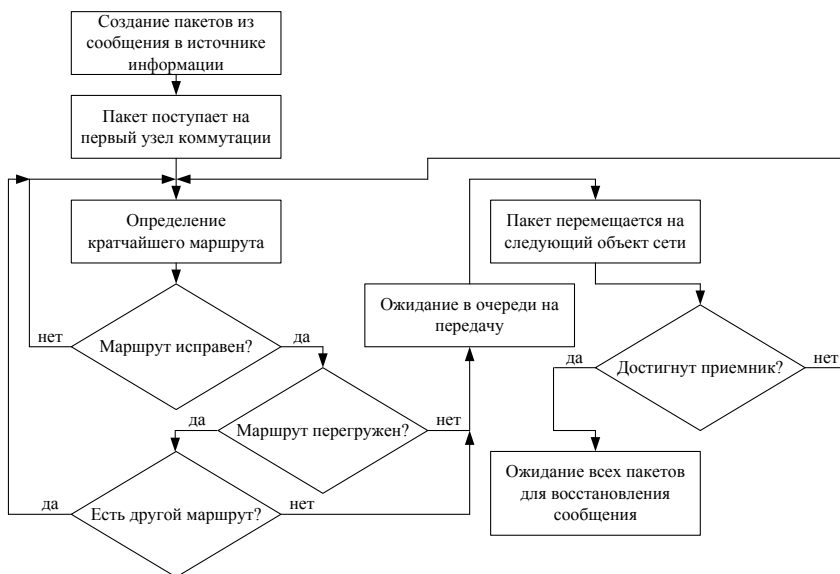 Создание пакетов из
сообщения в источнике
информации
Пакет поступает на
первый узел коммутации
Определение
кратчайшего маршрута
нет
Маршрут исправен?
да
да
Маршрут перегружен?
нет
да
Есть другой маршрут?
нет
Ожидание в очереди на
передачу
Пакет перемещается на
следующий объект сети
да
Достигнут приемник?
нет
Ожидание всех пакетов
для восстановления
сообщения